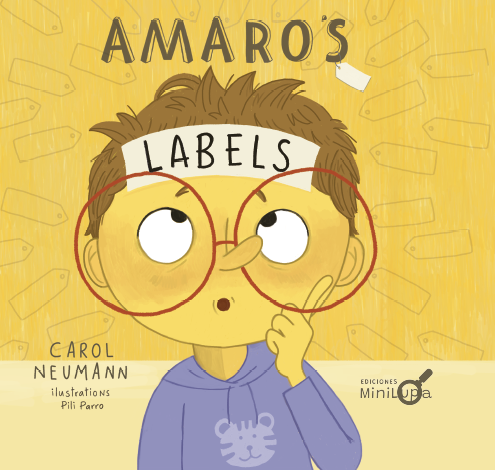 AMARO'S
LABELS
CAROL
NEUMANN
ilustrations
Pili Parro
EDICIONES
MiniLupa